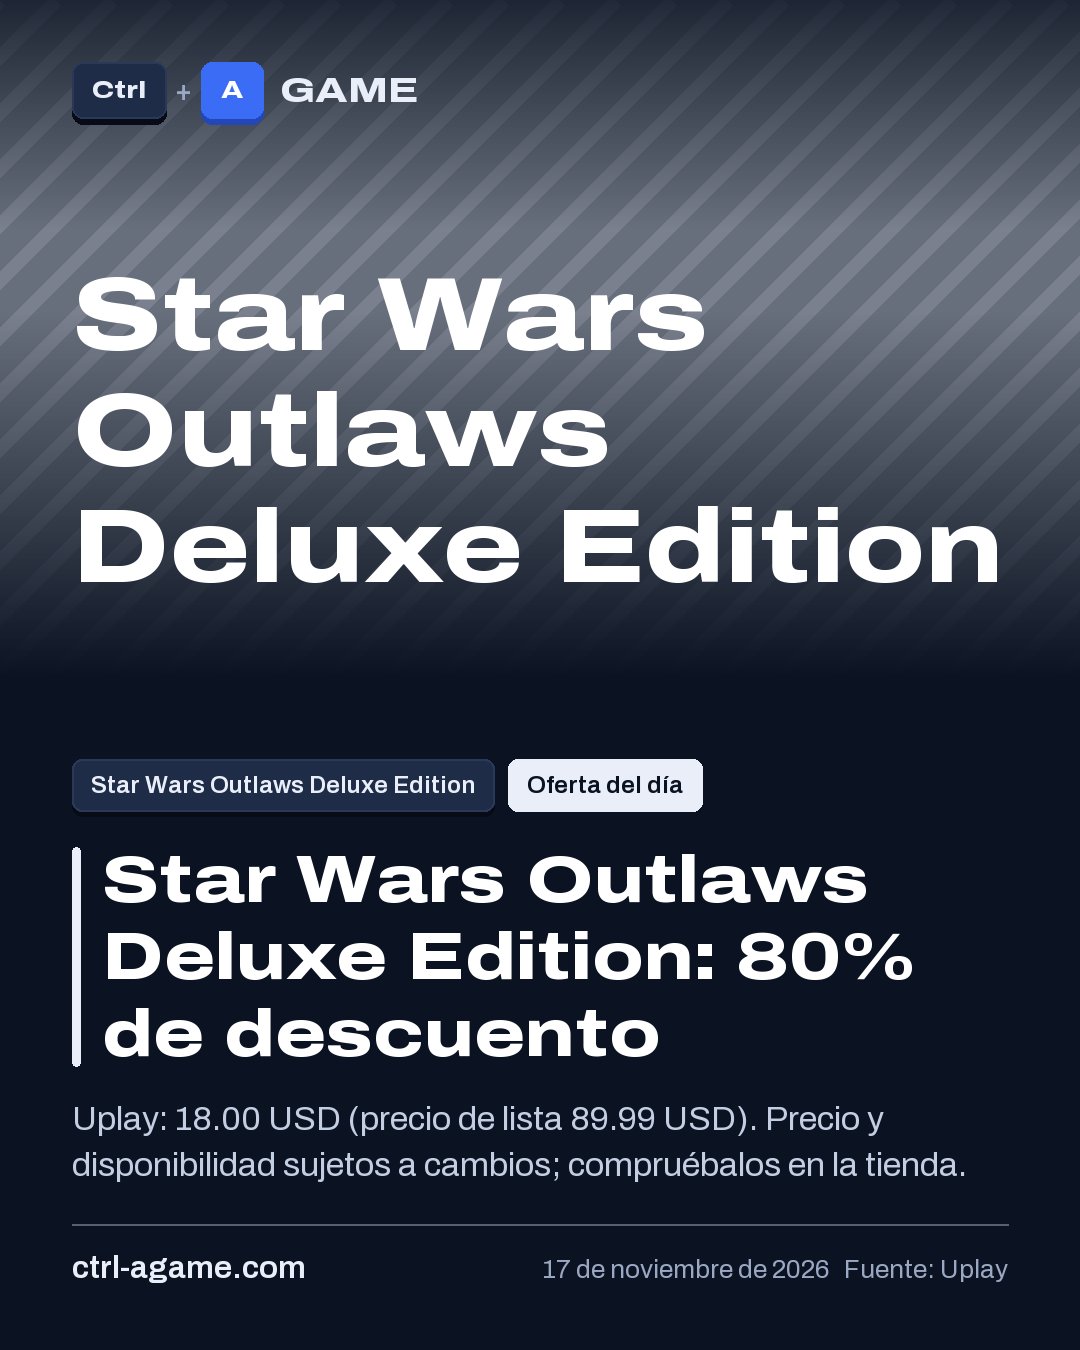 Ctrl + A GAME
Star Wars
Outlaws
Deluxe Edition
Star Wars Outlaws Deluxe Edition Oferta del día
Star Wars Outlaws
Deluxe Edition: 80%
de descuento
Uplay: 18.00 USD (precio de lista 89.99 USD). Precio y
disponibilidad sujetos a cambios; compruébalos en la tienda.
ctrl-agame.com 17 de noviembre de 2026 Fuente: Uplay